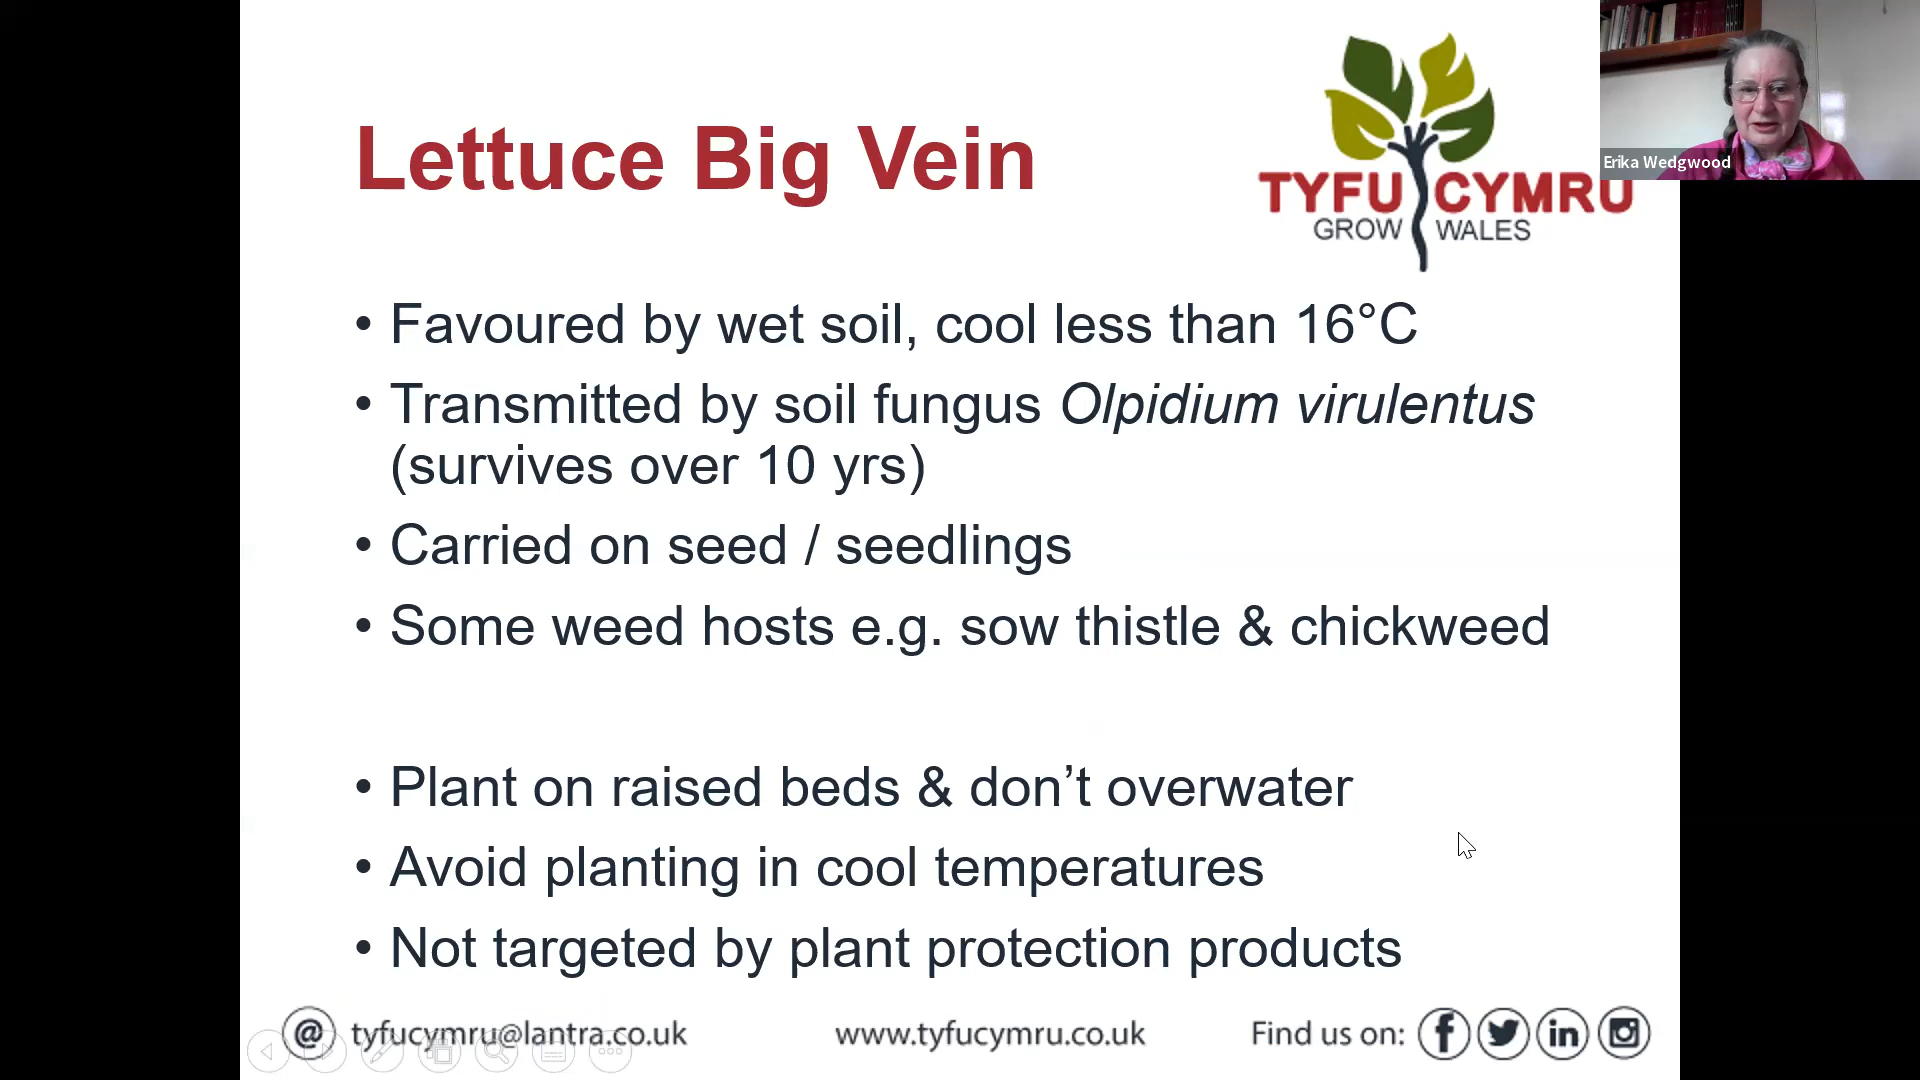 Lettuce Big Vein
TYFU CYMRU
GROW WALES
Erika Wedgwood
• Favoured by wet soil, cool less than 16°C
• Transmitted by soil fungus Olpidium virulentus
(survives over 10 yrs)
• Carried on seed / seedlings
• Some weed hosts e.g. sow thistle & chickweed
• Plant on raised beds & don’t overwater
• Avoid planting in cool temperatures
• Not targeted by plant protection products
@ tyfucymru@lantra.co.uk www.tyfucymru.co.uk Find us on: